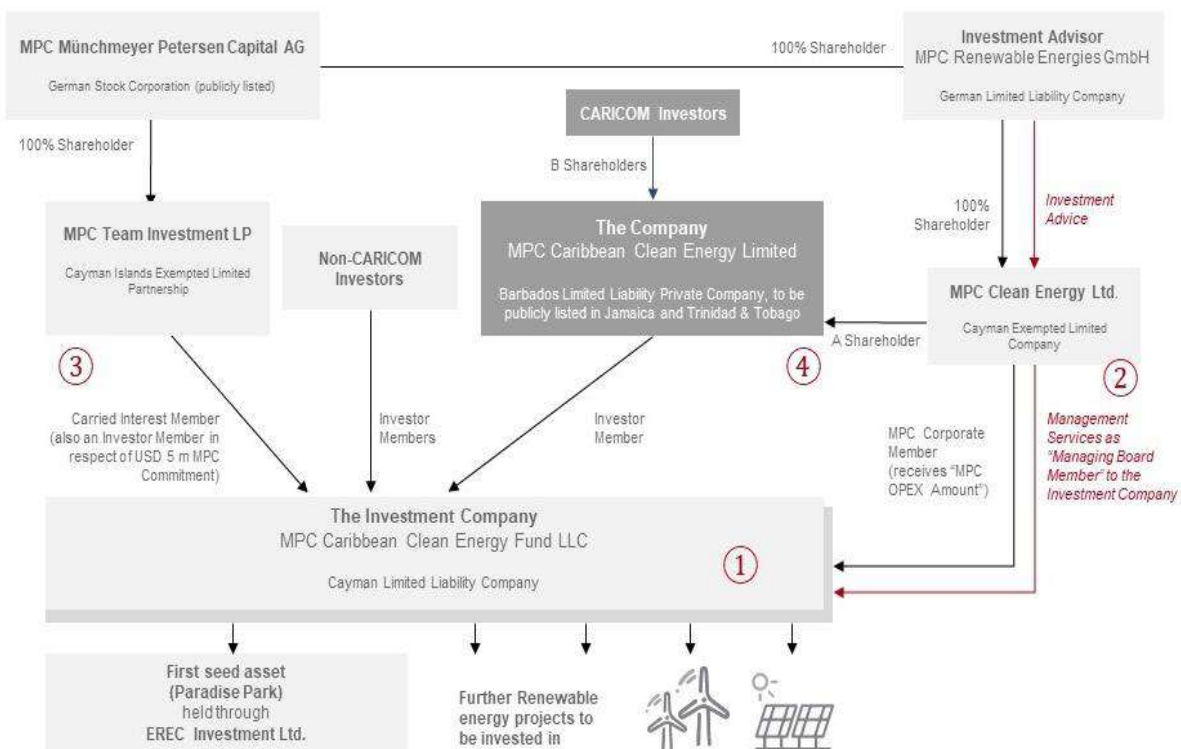 MPC Münchmeyer Petersen Capital AG
German Stock Corporation (publicly listed)
100% Shareholder
Investment Advisor
MPC Renewable Energies GmbH
German Limited Liability Company
CARICOM Investors
100% Shareholder
B Shareholders
100%
Shareholder
Investment
Advice
MPC Team Investment LP
Cayman Islands Exempted Limited
Partnership
Non-CARICOM
Investors
The Company
MPC Caribbean Clean Energy Limited
Barbados Limited Liability Private Company, to be
publicly listed in Jamaica and Trinidad & Tobago
MPC Clean Energy Ltd.
Cayman Exempted Limited
Company
A Shareholder
3
4
2
Carried Interest Member
(also an Investor Member in
respect of USD 5 m MPC
Commitment)
Investor
Members
Investor
Member
MPC Corporate
Member
(receives “MPC
OPEX Amount”)
Management
Services as
“Managing Board
Member” to the
Investment Company
The Investment Company
MPC Caribbean Clean Energy Fund LLC
Cayman Limited Liability Company
1
First seed asset
(Paradise Park)
held through
EREC Investment Ltd.
Further Renewable
energy projects to
be invested in